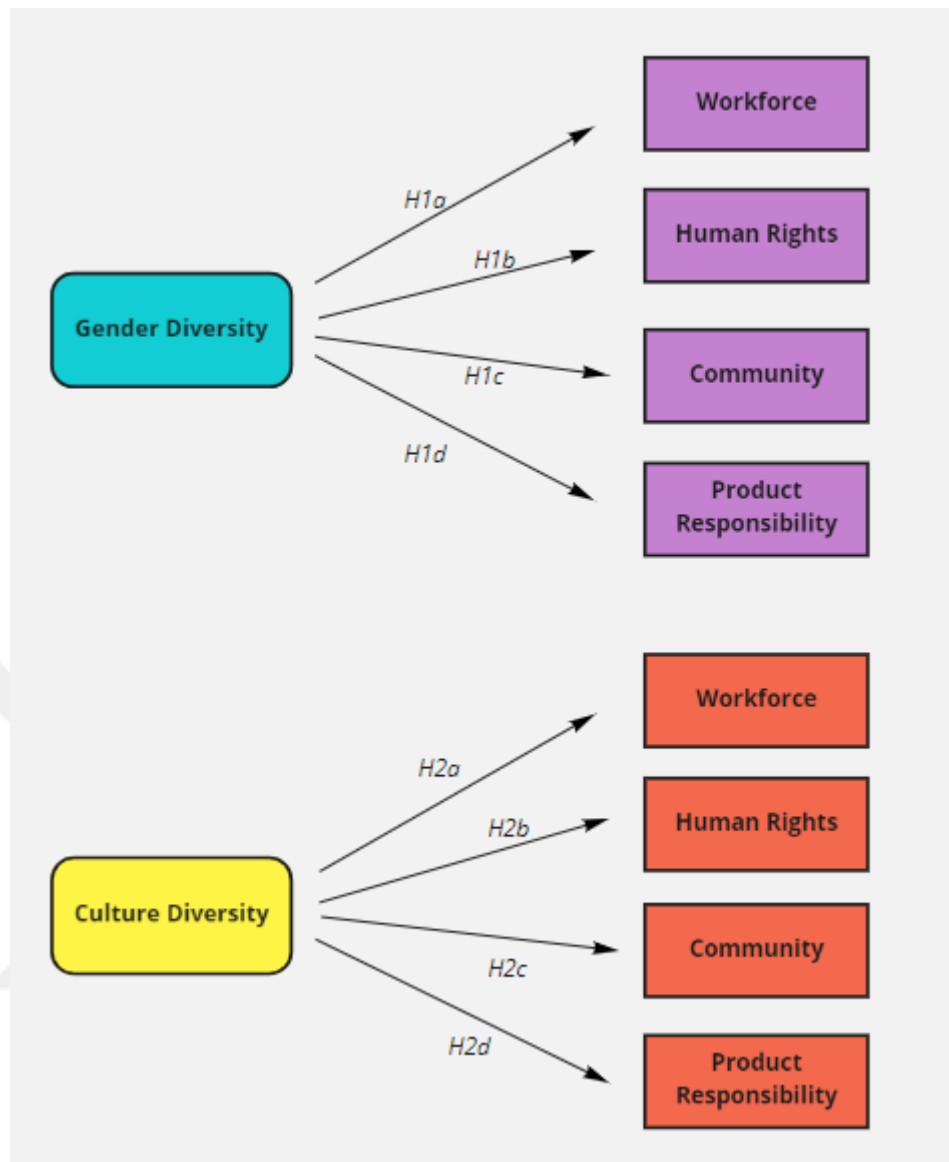 Workforce
H1a
Human Rights
H1b
Gender Diversity
Community
H1c
H1d
Product
Responsibility
Workforce
H2a
Human Rights
H2b
Culture Diversity
Community
H2c
H2d
Product
Responsibility